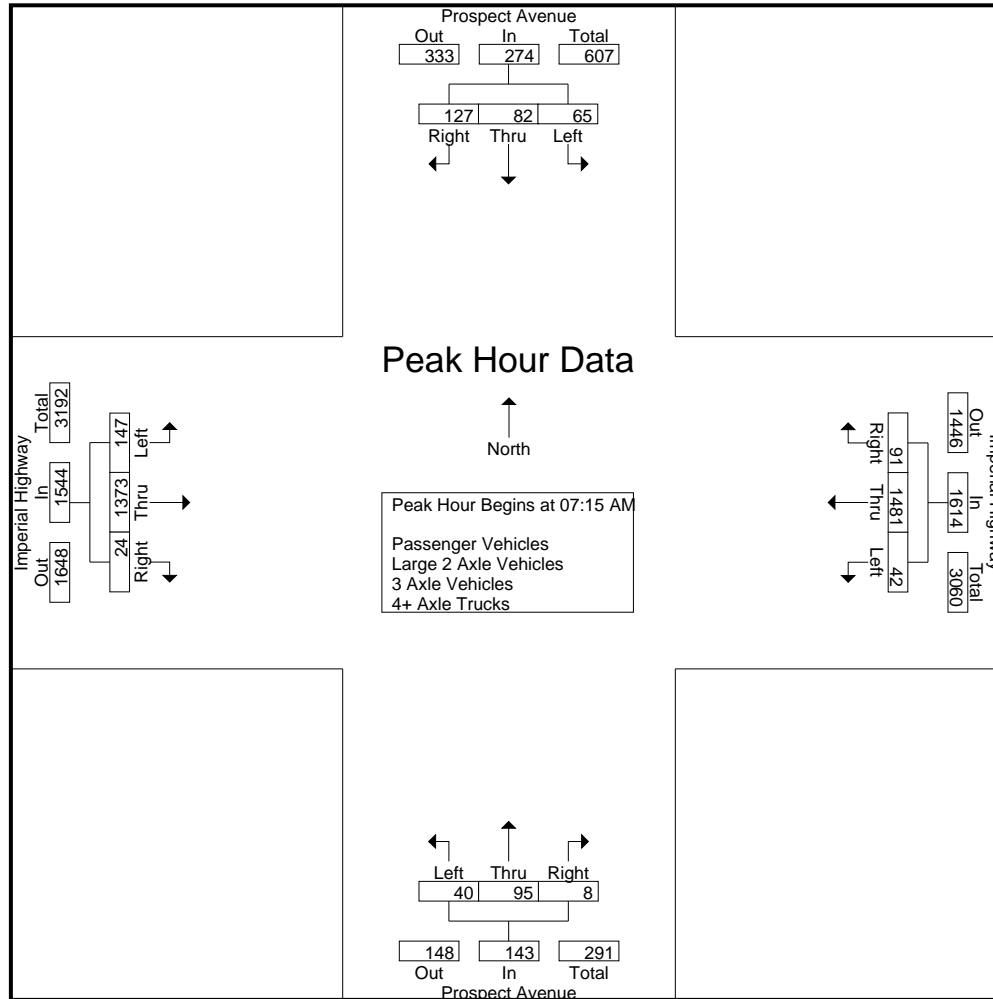 Prospect Avenue
Out In Total
333 274 607
127 82 65
Right Thru Left
Peak Hour Data
North
Peak Hour Begins at 07:15 AM
Passenger Vehicles
Large 2 Axle Vehicles
3 Axle Vehicles
4+ Axle Trucks
Imperial Highway
Out In Total
1648 1544 3192
Left Thru Right
147 1373 24
Imperial Highway
Out In Total
1446 1614 3060
Right Thru Left
91 1481 42
Left Thru Right
40 95 8
148 143 291
Out In Total
Prospect Avenue